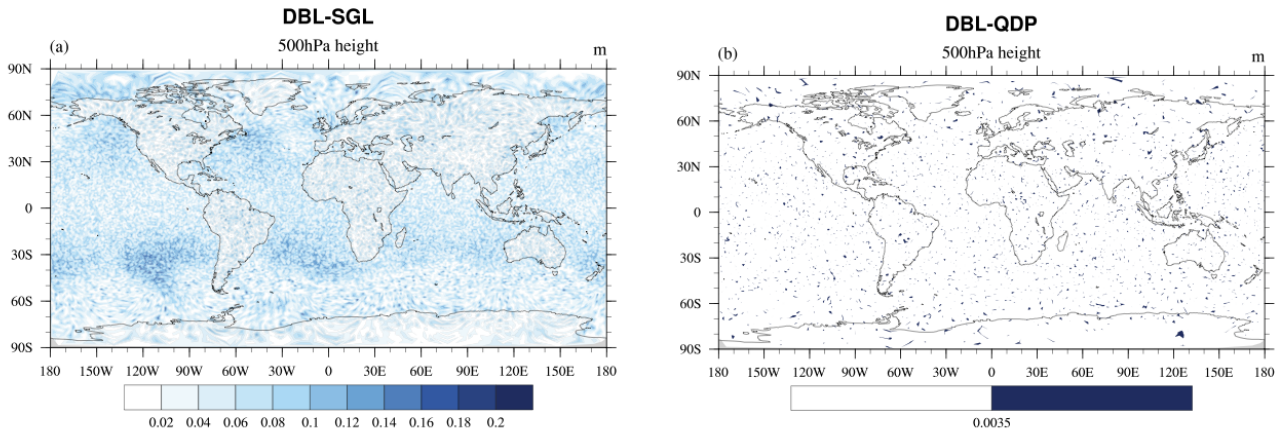 DBL-SGL
(a)
500hPa height
m
90N
60N
30N
0
30S
60S
90S
180 150W 120W 90W 60W 30W 0 30E 60E 90E 120E 150E 180
0.02 0.04 0.06 0.08 0.1 0.12 0.14 0.16 0.18 0.2
DBL-QDP
(b)
500hPa height
m
90N
60N
30N
0
30S
60S
90S
180 150W 120W 90W 60W 30W 0 30E 60E 90E 120E 150E 180
0.0035